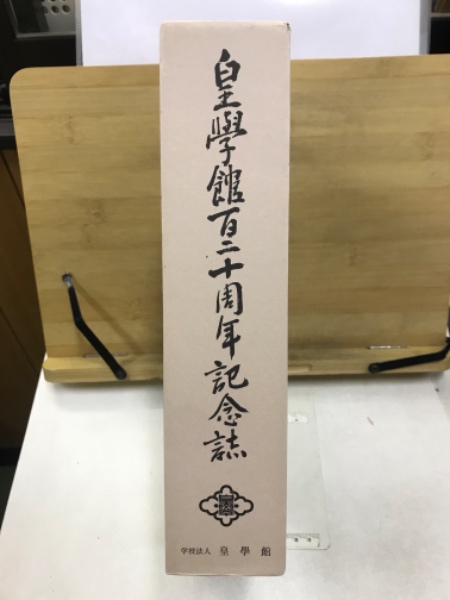 皇學館百二十周年記念誌
学校法人 皇學館